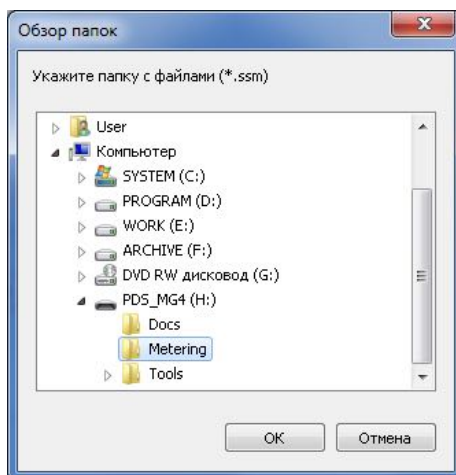 Обзор папок
Укажите папку с файлами (*.ssm)
User
Компьютер
SYSTEM (C:)
PROGRAM (D:)
WORK (E:)
ARCHIVE (F:)
DVD RW дисковод (G:)
PDS_MG4 (H:)
Docs
Metering
Tools
OK Отмена